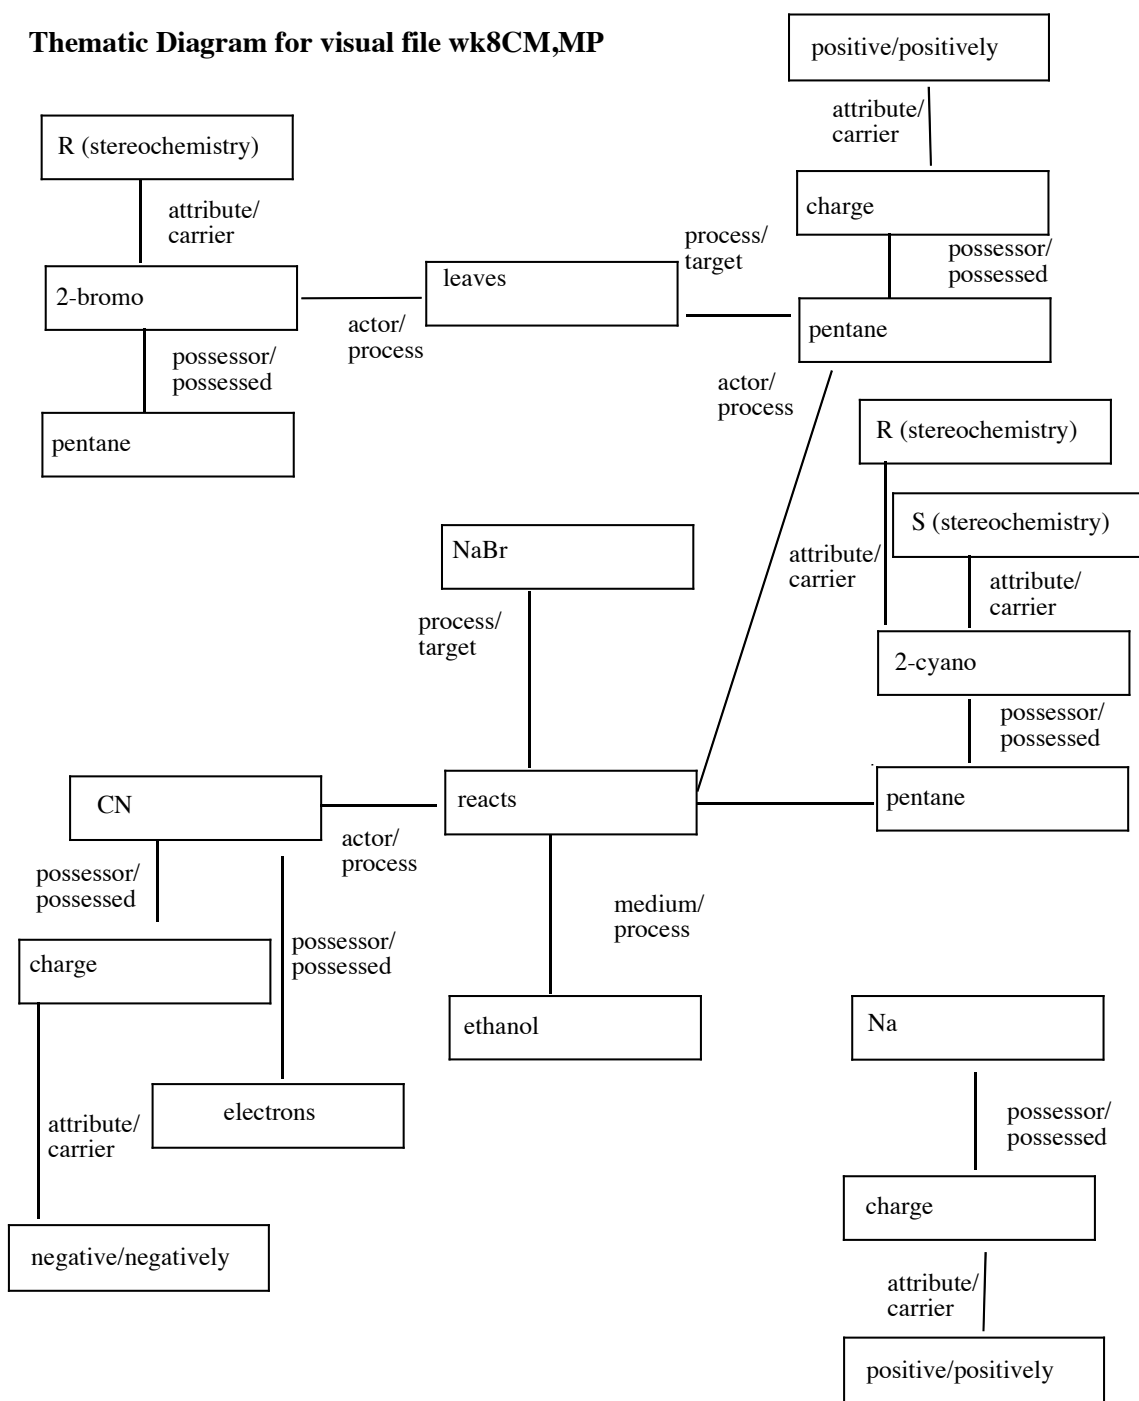 Thematic Diagram for visual file wk8CM,MP
positive/positively
attribute/
carrier
R (stereochemistry)
attribute/
carrier
charge
process/
target
possessor/
possessed
leaves
2-bromo
actor/
process
pentane
possessor/
possessed
actor/
process
pentane
R (stereochemistry)
S (stereochemistry)
NaBr
attribute/
carrier
attribute/
carrier
process/
target
2-cyano
possessor/
possessed
CN
reacts
pentane
actor/
process
possessor/
possessed
medium/
process
possessor/
possessed
charge
ethanol
Na
electrons
attribute/
carrier
possessor/
possessed
charge
negative/negatively
attribute/
carrier
positive/positively